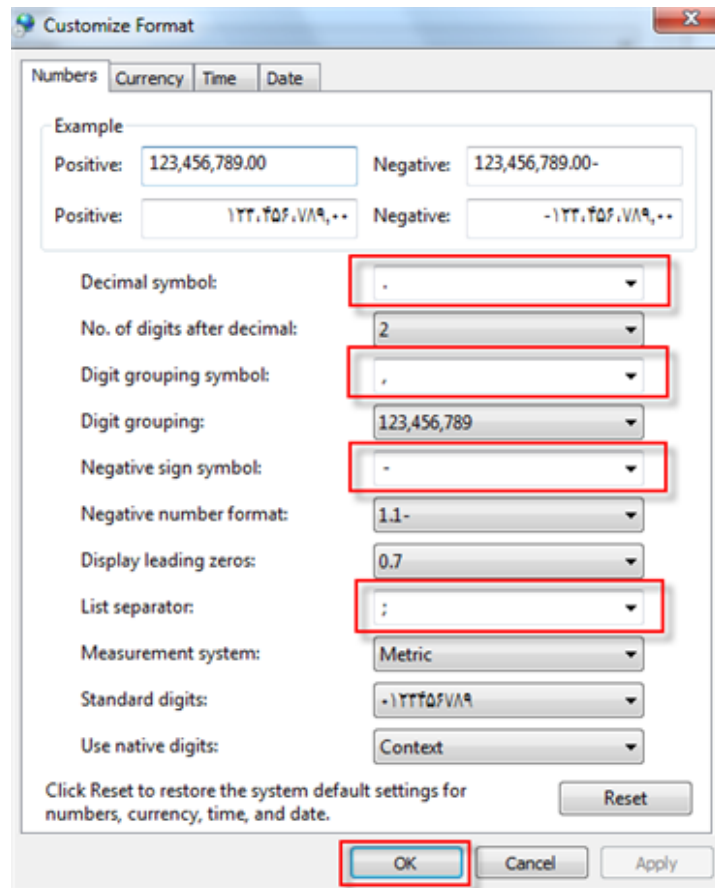 Customize Format
Numbers Currency Time Date
Example
Positive: 123,456,789.00 Negative: 123,456,789.00-
Positive: ۱۲۳،۴۵۶،۷۸۹,۰۰ Negative: -۱۲۳،۴۵۶،۷۸۹,۰۰
Decimal symbol: .
No. of digits after decimal: 2
Digit grouping symbol: ,
Digit grouping: 123,456,789
Negative sign symbol: -
Negative number format: 1.1-
Display leading zeros: 0.7
List separator: ;
Measurement system: Metric
Standard digits: ۰۱۲۳۴۵۶۷۸۹
Use native digits: Context
Click Reset to restore the system default settings for
numbers, currency, time, and date.
Reset
OK Cancel Apply